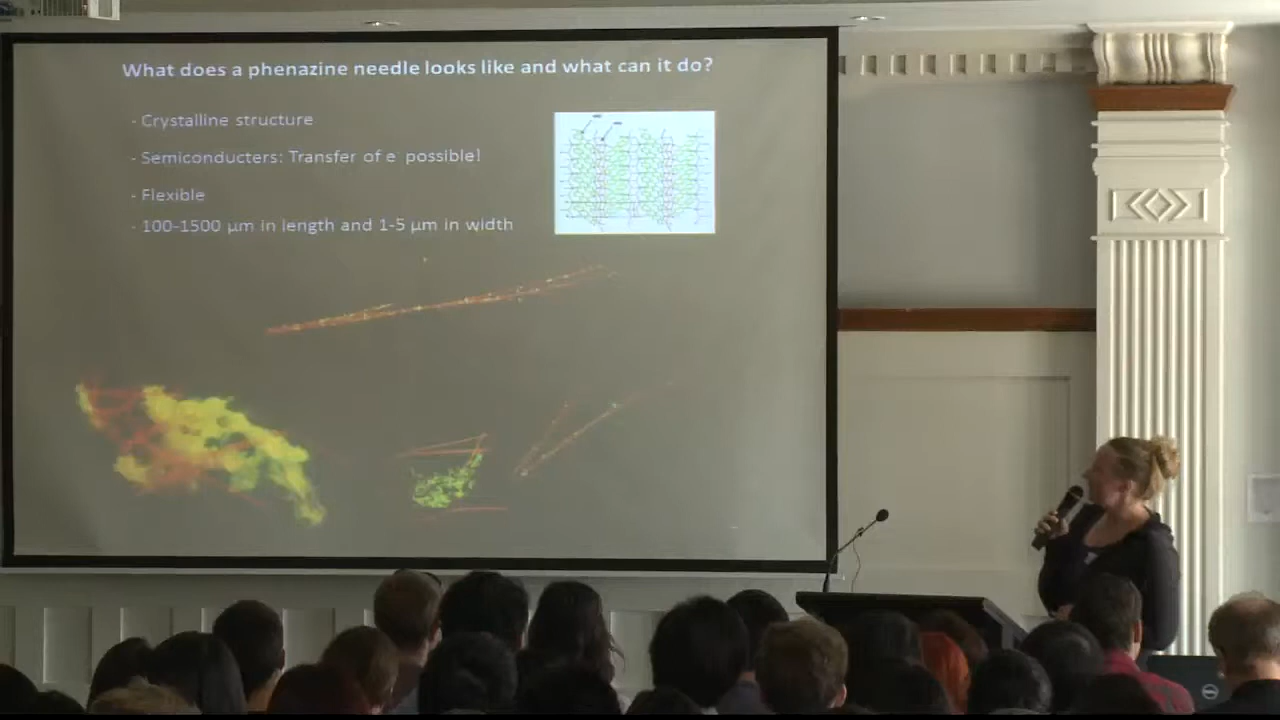 What does a phenazine needle looks like and what can it do?
- Crystalline structure
- Semiconducters: Transfer of e⁻ possible!
- Flexible
- 100-1500 µm in length and 1-5 µm in width
DELL